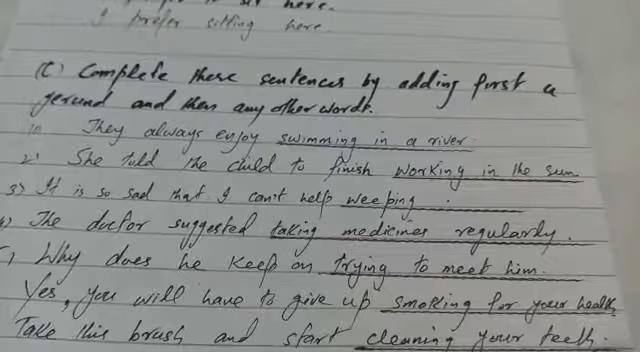 here.
I prefer sitting here.
(C) Complete these sentences by adding first a
gerund and then any other words.
They always enjoy swimming in a river.
2. She told the child to finish working in the sun
3) It is so sad that I can't help weeping.
The doctor suggested taking medicines regularly.
Why does he keep on trying to meet him.
Yes, you will have to give up smoking for your health
Take this brush and start cleaning your teeth.